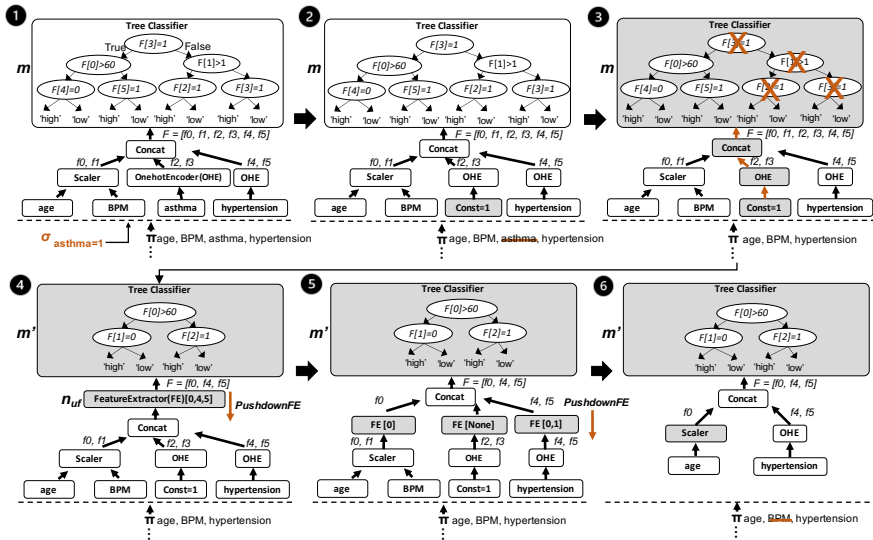 1
Tree Classifier
m
F[3]=1
True
False
F[0]>60
F[1]>1
F[4]=0
F[5]=1
F[2]=1
F[3]=1
'high'
'low'
'high'
'low'
'high'
'low'
'high'
'low'
F = [f0, f1, f2, f3, f4, f5]
Concat
f0, f1
f2, f3
f4, f5
Scaler
OnehotEncoder(OHE)
OHE
age
BPM
asthma
hypertension
σ asthma=1
π age, BPM, asthma, hypertension
2
Tree Classifier
m
F[3]=1
F[0]>60
F[1]>1
F[4]=0
F[5]=1
F[2]=1
F[3]=1
'high'
'low'
'high'
'low'
'high'
'low'
'high'
'low'
F = [f0, f1, f2, f3, f4, f5]
Concat
f0, f1
f2, f3
f4, f5
Scaler
OHE
OHE
age
BPM
Const=1
hypertension
π age, BPM, asthma, hypertension
3
Tree Classifier
m
F[3]=1
F[0]>60
F[1]>1
F[4]=0
F[5]=1
F[2]=1
F[3]=1
'high'
'low'
'high'
'low'
'high'
'low'
'high'
'low'
F = [f0, f1, f2, f3, f4, f5]
Concat
f0, f1
f2, f3
f4, f5
Scaler
OHE
OHE
age
BPM
Const=1
hypertension
π age, BPM, hypertension
4
Tree Classifier
m'
F[0]>60
F[1]=0
F[2]=1
'high'
'low'
'high'
'low'
F = [f0, f4, f5]
n_uf
FeatureExtractor(FE)[0,4,5]
PushdownFE
Concat
f0, f1
f2, f3
f4, f5
Scaler
OHE
OHE
age
BPM
Const=1
hypertension
π age, BPM, hypertension
5
Tree Classifier
m'
F[0]>60
F[1]=0
F[2]=1
'high'
'low'
'high'
'low'
F = [f0, f4, f5]
Concat
f0
f4, f5
PushdownFE
FE [0]
FE [None]
FE [0,1]
f0, f1
f2, f3
f4, f5
Scaler
OHE
OHE
age
BPM
Const=1
hypertension
π age, BPM, hypertension
6
Tree Classifier
m'
F[0]>60
F[1]=0
F[2]=1
'high'
'low'
'high'
'low'
F = [f0, f4, f5]
Concat
f0
f4, f5
Scaler
OHE
age
hypertension
π age, BPM, hypertension